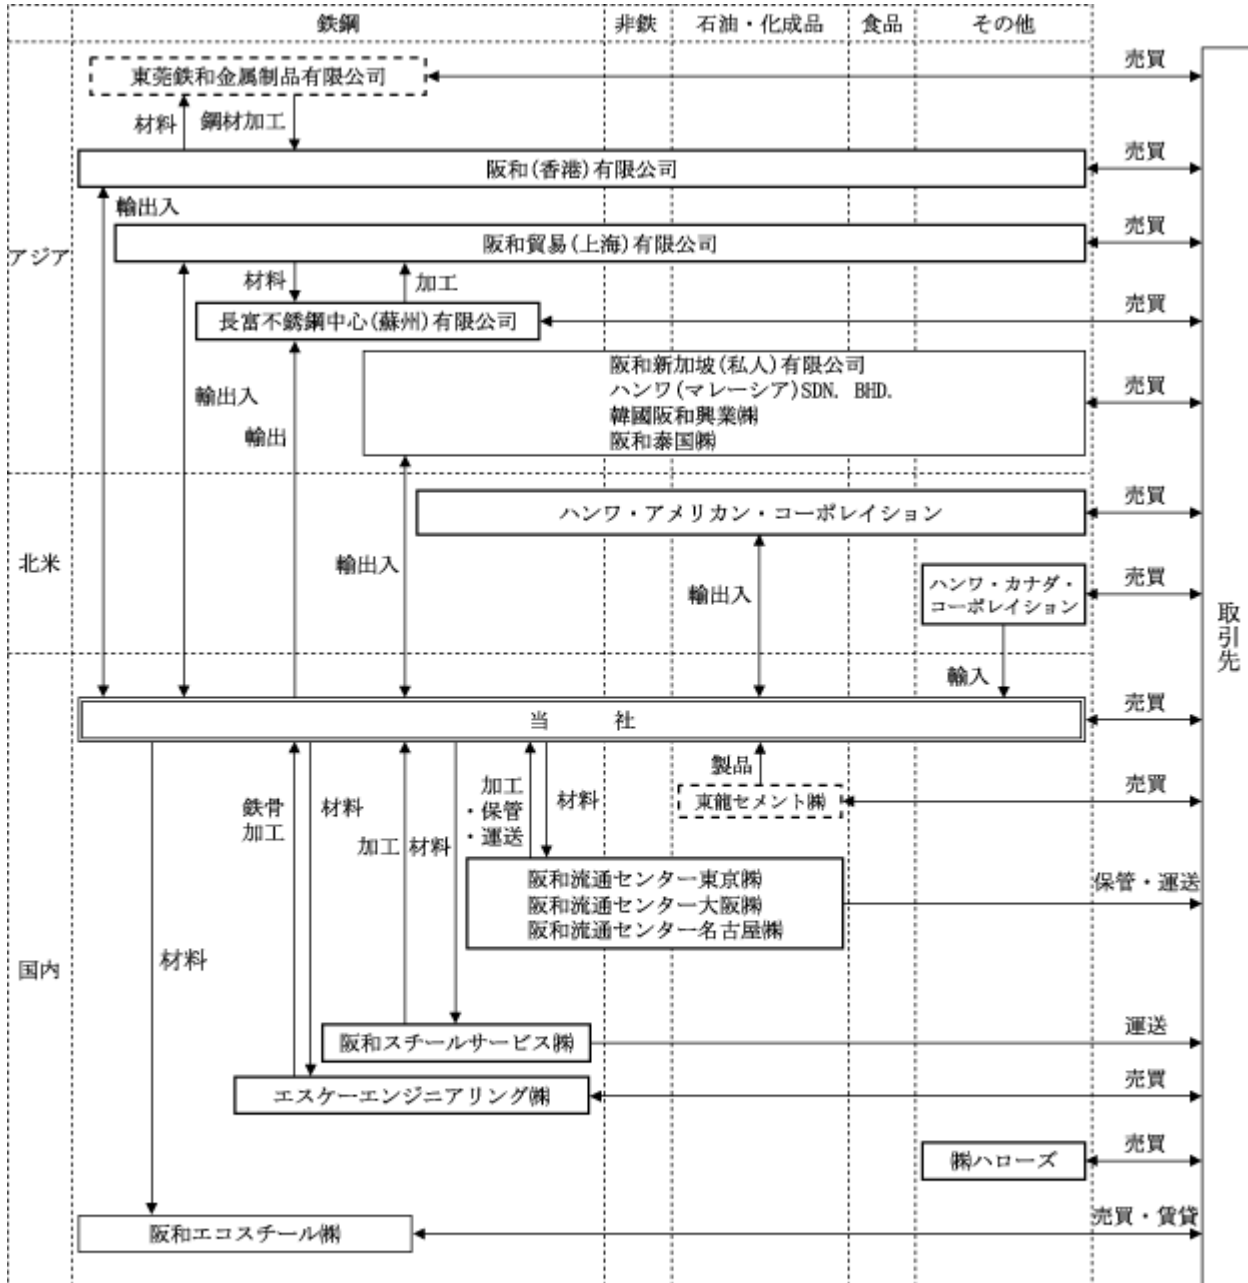 鉄鋼
非鉄
石油・化成品
食品
その他
アジア
東莞鉄和金属制品有限公司
売買
材料
鋼材加工
阪和(香港)有限公司
売買
輸出入
阪和貿易(上海)有限公司
売買
材料
加工
長富不銹鋼中心(蘇州)有限公司
売買
輸出入
輸出
阪和新加坡(私人)有限公司
ハンワ(マレーシア)SDN. BHD.
韓國阪和興業㈱
阪和泰国㈱
売買
北米
ハンワ・アメリカン・コーポレイション
売買
輸出入
輸出入
ハンワ・カナダ・
コーポレイション
売買
輸入
取引先
国内
当 社
売買
製品
東龍セメント㈱
売買
鉄骨
加工
材料
加工
材料
加工
・保管
・運送
材料
阪和流通センター東京㈱
阪和流通センター大阪㈱
阪和流通センター名古屋㈱
保管・運送
材料
阪和スチールサービス㈱
運送
エスケーエンジニアリング㈱
売買
㈱ハローズ
売買
阪和エコスチール㈱
売買・賃貸